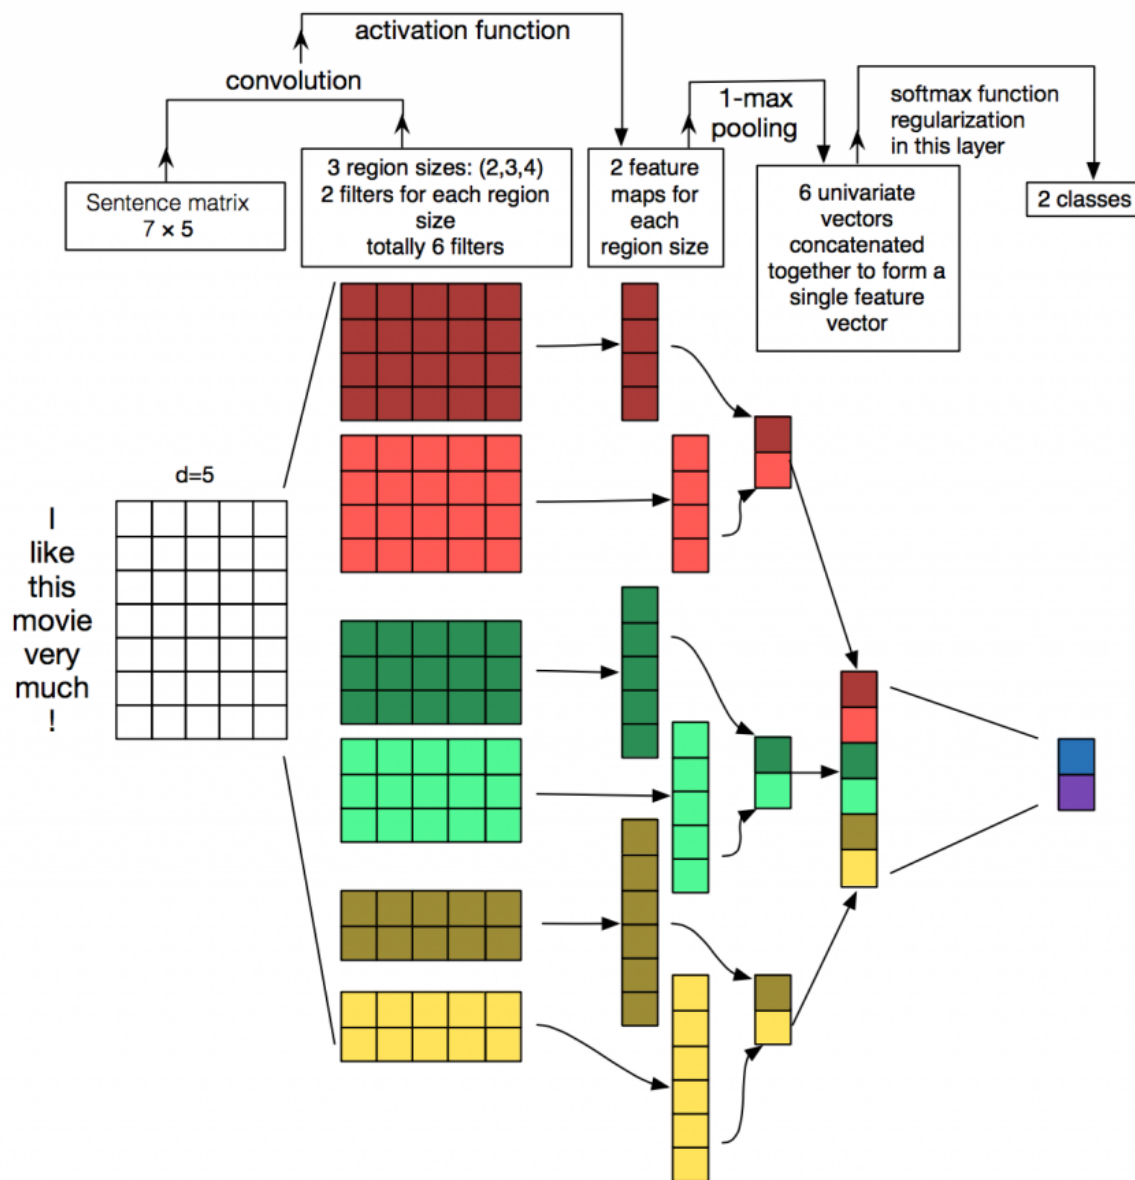 activation function
convolution
1-max
pooling
softmax function
regularization
in this layer
Sentence matrix
7 × 5
3 region sizes: (2,3,4)
2 filters for each region
size
totally 6 filters
2 feature
maps for
each
region size
6 univariate
vectors
concatenated
together to form a
single feature
vector
2 classes
d=5
I
like
this
movie
very
much
!